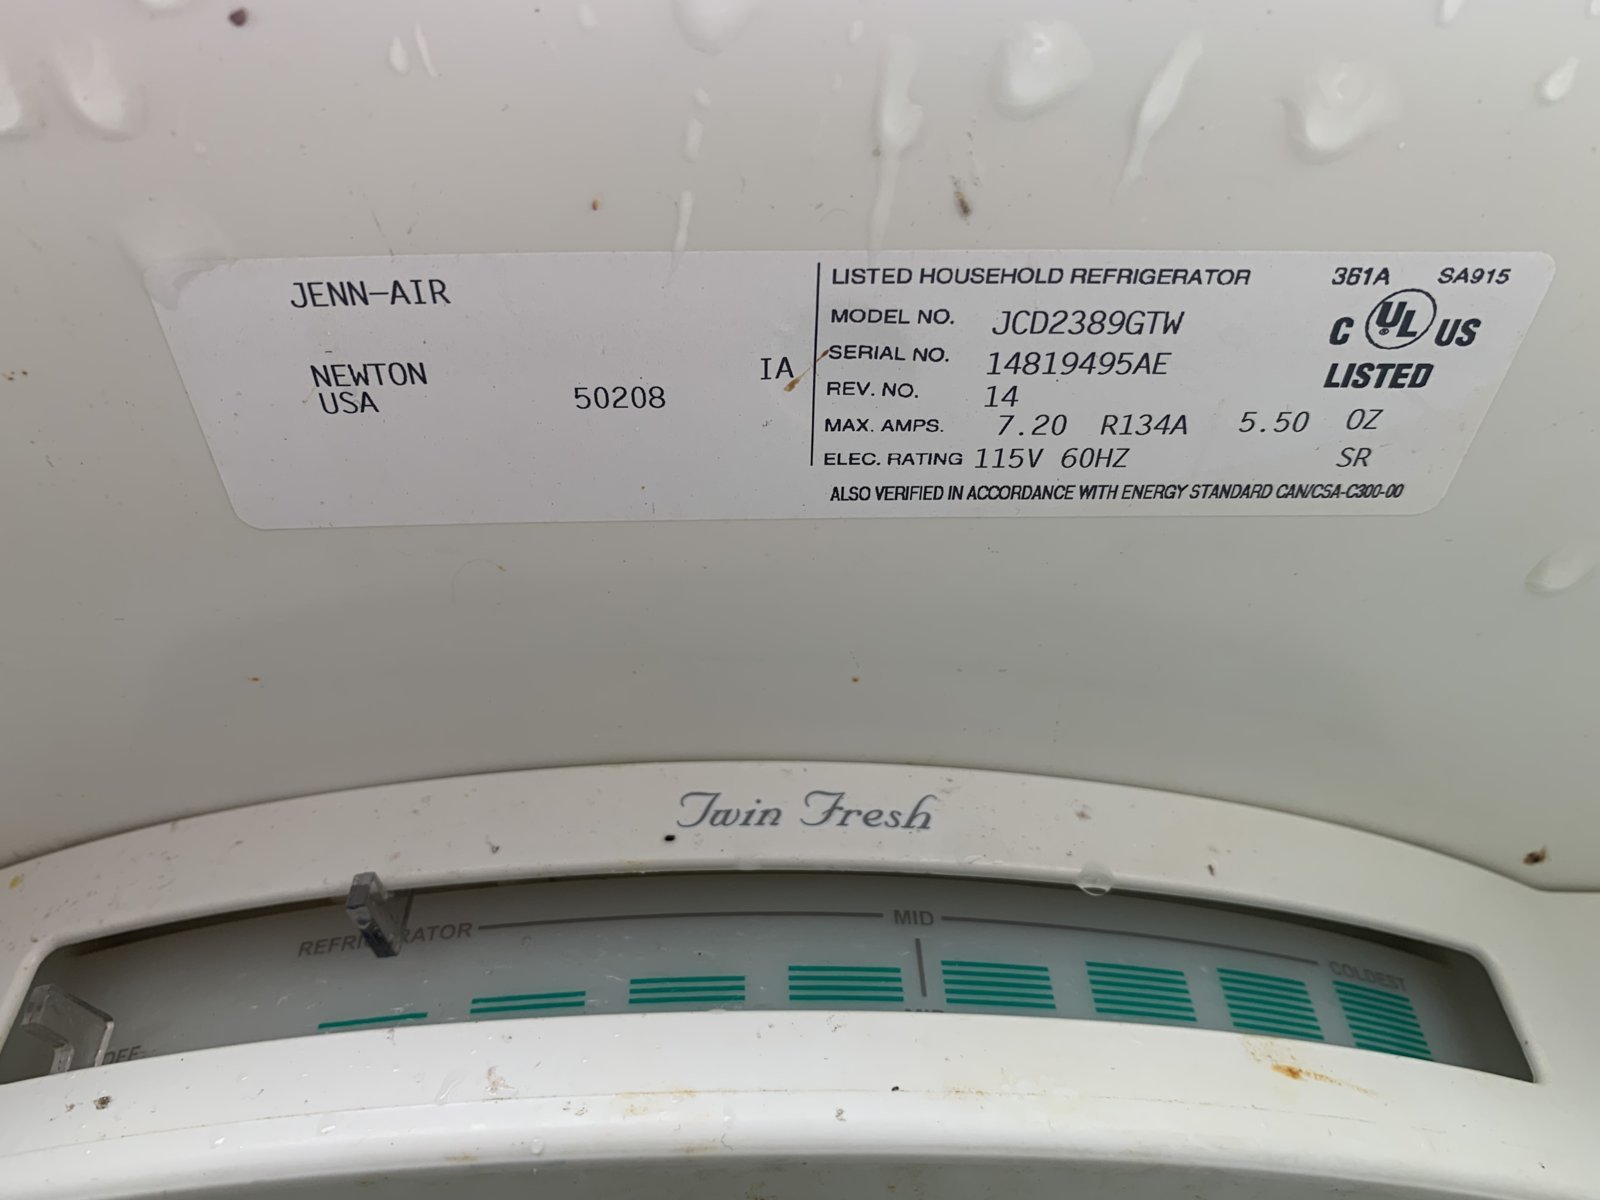 JENN-AIR
NEWTON IA
USA 50208
LISTED HOUSEHOLD REFRIGERATOR 361A SA915
MODEL NO. JCD2389GTW
C UL US
SERIAL NO. 14819495AE
LISTED
REV. NO. 14
MAX. AMPS. 7.20 R134A 5.50 OZ
ELEC. RATING 115V 60HZ SR
ALSO VERIFIED IN ACCORDANCE WITH ENERGY STANDARD CAN/CSA-C300-00
Twin Fresh
REFRIGERATOR MID COLDEST
OFF